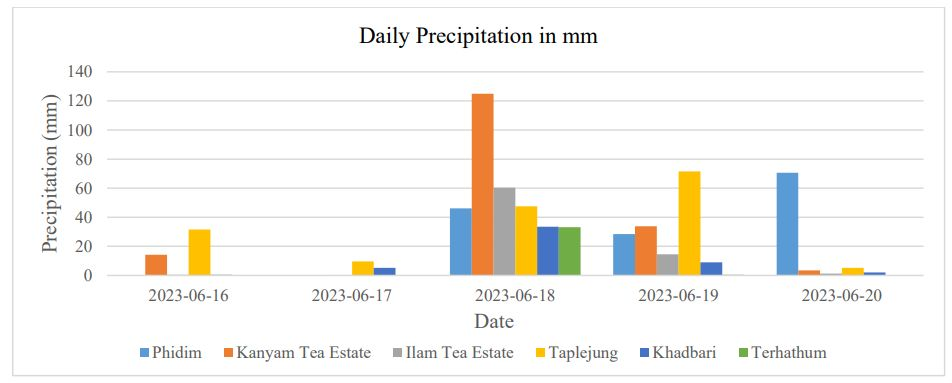 Daily Precipitation in mm
140
120
100
80
60
40
20
0
Precipitation (mm)
2023-06-16 2023-06-17 2023-06-18 2023-06-19 2023-06-20
Date
Phidim Kanyam Tea Estate Ilam Tea Estate Taplejung Khadbari Terhathum